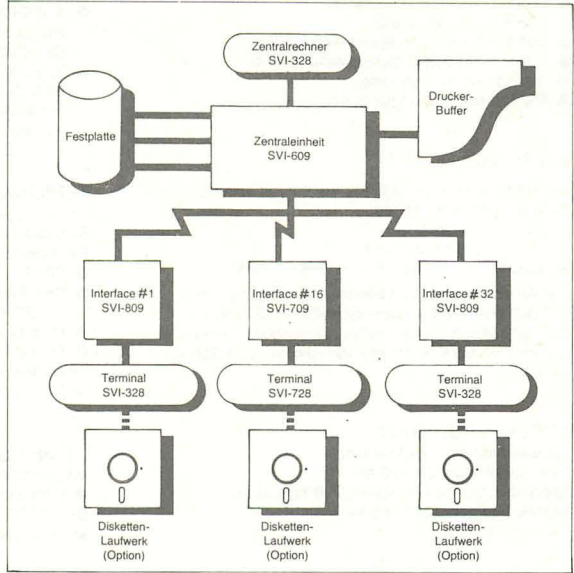 Zentralrechner
SVI-328
Festplatte
Zentraleinheit
SVI-609
Drucker-
Buffer
Interface #1
SVI-809
Interface #16
SVI-709
Interface #32
SVI-809
Terminal
SVI-328
Terminal
SVI-728
Terminal
SVI-328
Disketten-
Laufwerk
(Option)
Disketten-
Laufwerk
(Option)
Disketten-
Laufwerk
(Option)